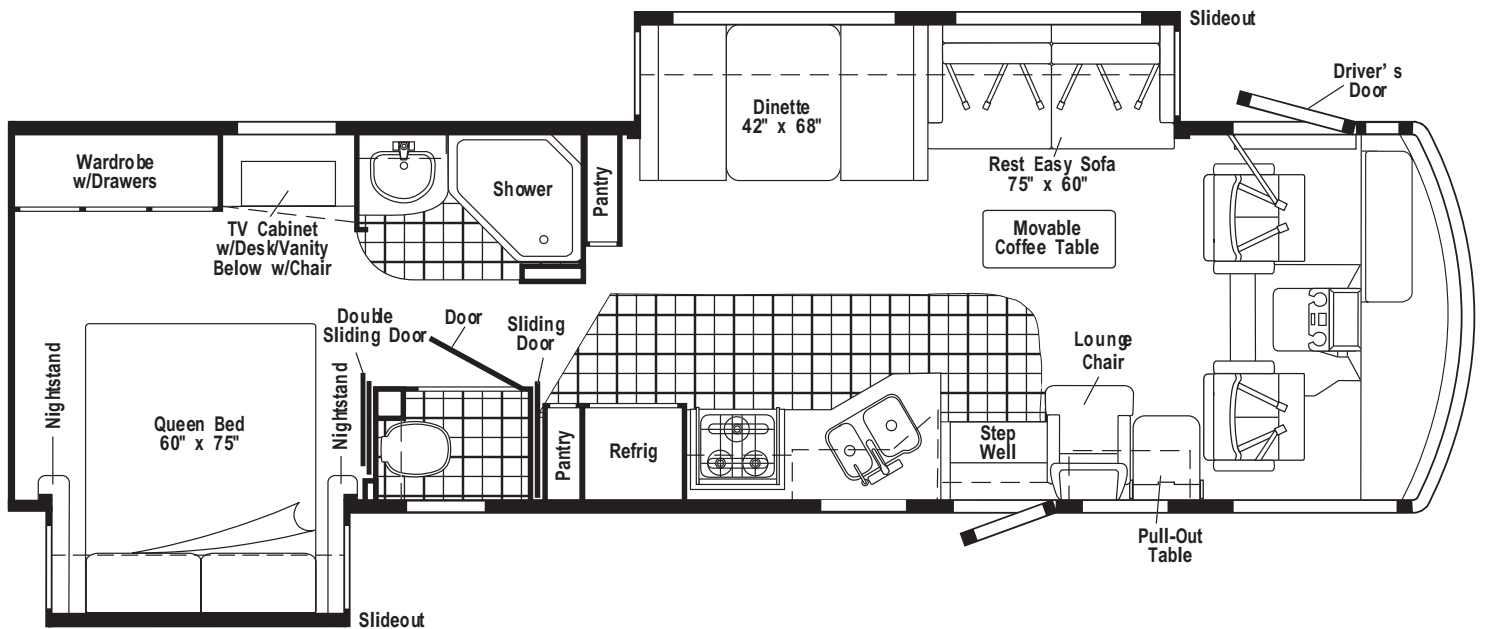 Slideout
Driver's
Door
Dinette
42" x 68"
Rest Easy Sofa
75" x 60"
Wardrobe
w/Drawers
Shower
Pantry
TV Cabinet
w/Desk/Vanity
Below w/Chair
Movable
Coffee Table
Double
Sliding Door
Door
Sliding
Door
Lounge
Chair
Nightstand
Queen Bed
60" x 75"
Nightstand
Pantry
Refrig
Step
Well
Pull-Out
Table
Slideout